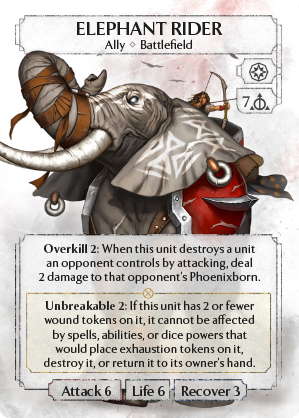 ELEPHANT RIDER
Ally ◇ Battlefield
7
Overkill 2: When this unit destroys a unit
an opponent controls by attacking, deal
2 damage to that opponent's Phoenixborn.
Unbreakable 2: If this unit has 2 or fewer
wound tokens on it, it cannot be affected
by spells, abilities, or dice powers that
would place exhaustion tokens on it,
destroy it, or return it to its owner's hand.
Attack 6 Life 6 Recover 3